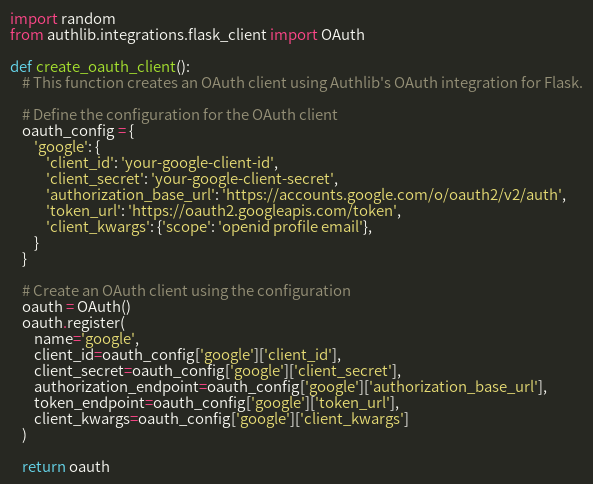 import random
from authlib.integrations.flask_client import OAuth

def create_oauth_client():
    # This function creates an OAuth client using Authlib's OAuth integration for Flask.

    # Define the configuration for the OAuth client
    oauth_config = {
        'google': {
            'client_id': 'your-google-client-id',
            'client_secret': 'your-google-client-secret',
            'authorization_base_url': 'https://accounts.google.com/o/oauth2/v2/auth',
            'token_url': 'https://oauth2.googleapis.com/token',
            'client_kwargs': {'scope': 'openid profile email'},
        }
    }

    # Create an OAuth client using the configuration
    oauth = OAuth()
    oauth.register(
        name='google',
        client_id=oauth_config['google']['client_id'],
        client_secret=oauth_config['google']['client_secret'],
        authorization_endpoint=oauth_config['google']['authorization_base_url'],
        token_endpoint=oauth_config['google']['token_url'],
        client_kwargs=oauth_config['google']['client_kwargs']
    )

    return oauth